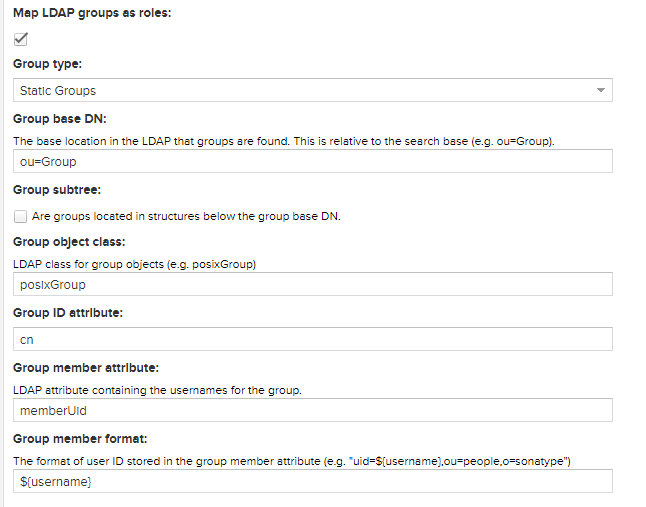 Map LDAP groups as roles:
Group type:
Static Groups
Group base DN:
The base location in the LDAP that groups are found. This is relative to the search base (e.g. ou=Group).
ou=Group
Group subtree:
Are groups located in structures below the group base DN.
Group object class:
LDAP class for group objects (e.g. posixGroup)
posixGroup
Group ID attribute:
cn
Group member attribute:
LDAP attribute containing the usernames for the group.
memberUid
Group member format:
The format of user ID stored in the group member attribute (e.g. "uid=${username},ou=people,o=sonatype")
${username}